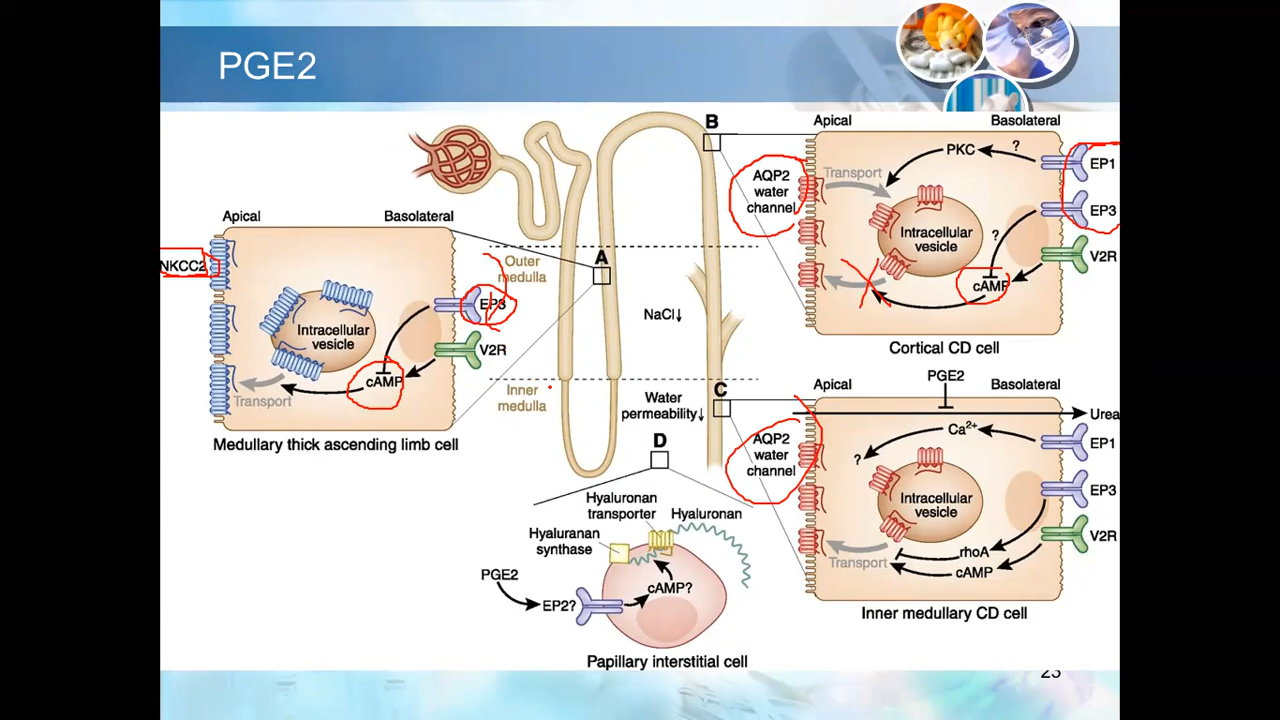 PGE2
Apical
Basolateral
NKCC2
EP3
V2R
Intracellular
vesicle
cAMP
Transport
Medullary thick ascending limb cell
A
B
C
D
Outer
medulla
Inner
medulla
NaCl↓
Water
permeability↓
Apical
Basolateral
AQP2
water
channel
Transport
PKC
?
EP1
EP3
?
V2R
Intracellular
vesicle
cAMP
Cortical CD cell
PGE2
Apical
Basolateral
Urea
AQP2
water
channel
Ca2+
?
EP1
EP3
V2R
Intracellular
vesicle
rhoA
Transport
cAMP
Inner medullary CD cell
Hyaluronan
transporter
Hyaluronan
Hyaluranan
synthase
PGE2
EP2?
cAMP?
Papillary interstitial cell